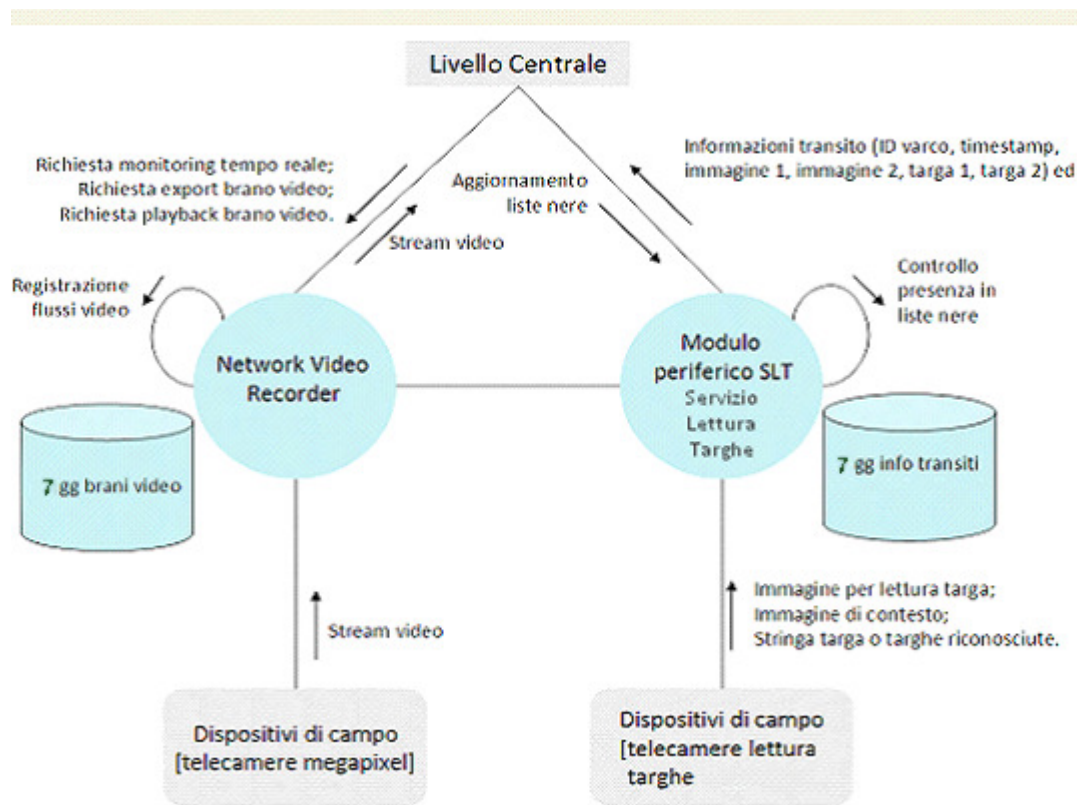 Livello Centrale
Richiesta monitoring tempo reale;
Richiesta export brano video;
Richiesta playback brano video.
Aggiornamento
liste nere
Informazioni transito (ID varco, timestamp,
immagine 1, immagine 2, targa 1, targa 2) ed
Stream video
Registrazione
flussi video
Controllo
presenza in
liste nere
Network Video
Recorder
Modulo
periferico SLT
Servizio
Lettura
Targhe
7 gg brani video
7 gg info transiti
Stream video
Immagine per lettura targa;
Immagine di contesto;
Stringa targa o targhe riconosciute.
Dispositivi di campo
[telecamere megapixel]
Dispositivi di campo
[telecamere lettura
targhe